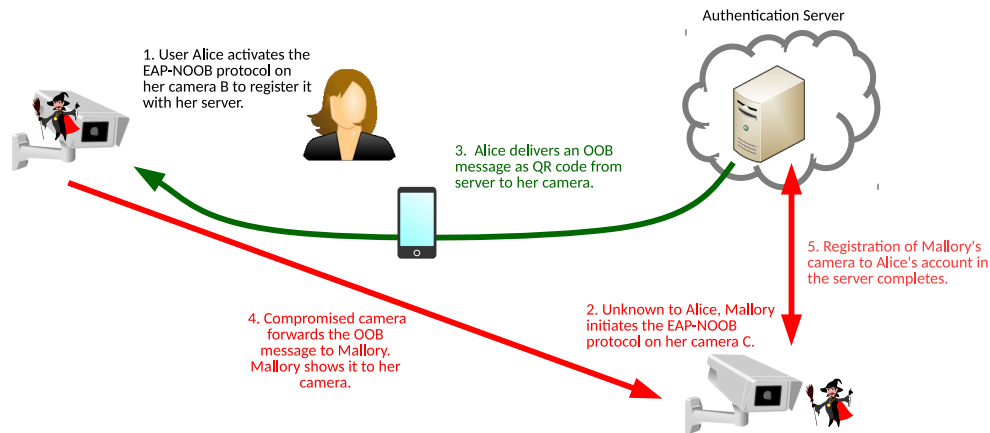 Authentication Server
1. User Alice activates the
EAP-NOOB protocol on
her camera B to register it
with her server.
3. Alice delivers an OOB
message as QR code from
server to her camera.
5. Registration of Mallory's
camera to Alice's account in
the server completes.
2. Unknown to Alice, Mallory
initiates the EAP-NOOB
protocol on her camera C.
4. Compromised camera
forwards the OOB
message to Mallory.
Mallory shows it to her
camera.